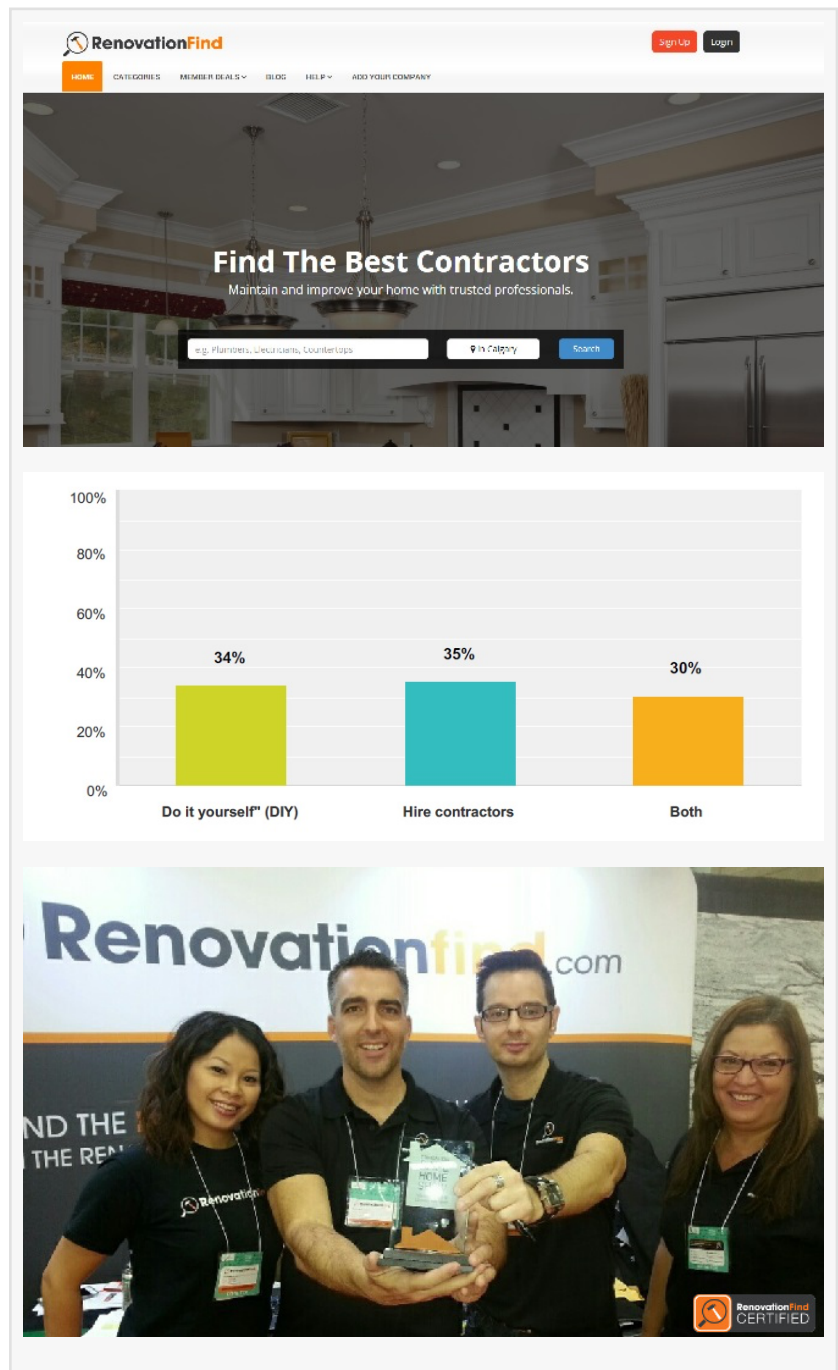 RenovationFind
Sign Up Login
HOME CATEGORIES MEMBER DEALS BLOG HELP ADD YOUR COMPANY
Find The Best Contractors
Maintain and improve your home with trusted professionals.
e.g. Plumbers, Electricians, Countertops In Calgary Search
100%
80%
60%
40%
20%
0%
34%
35%
30%
Do it yourself" (DIY) Hire contractors Both
Renovationfind.com
ND THE
THE REN
Renovation
HOME
RenovationFind
CERTIFIED